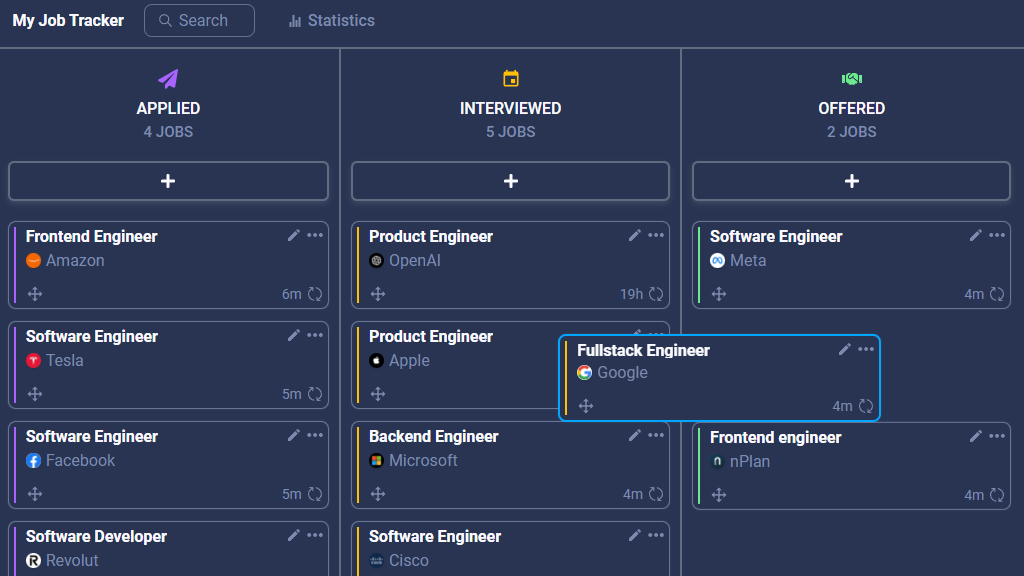 My Job Tracker
Search
Statistics
APPLIED
4 JOBS
Frontend Engineer
Amazon
6m
Software Engineer
Tesla
5m
Software Engineer
Facebook
5m
Software Developer
Revolut
INTERVIEWED
5 JOBS
Product Engineer
OpenAI
19h
Product Engineer
Apple
Backend Engineer
Microsoft
4m
Software Engineer
Cisco
Fullstack Engineer
Google
4m
OFFERED
2 JOBS
Software Engineer
Meta
4m
Frontend engineer
nPlan
4m